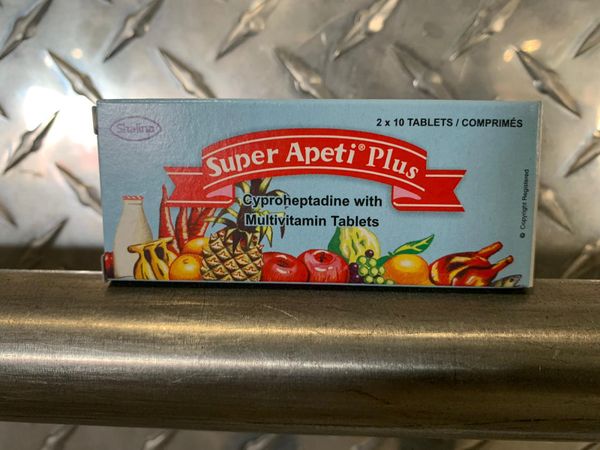 Shalina
2 x 10 TABLETS / COMPRIMÉS
Super Apeti® Plus
Cyproheptadine with
Multivitamin Tablets
© Copyright Registered